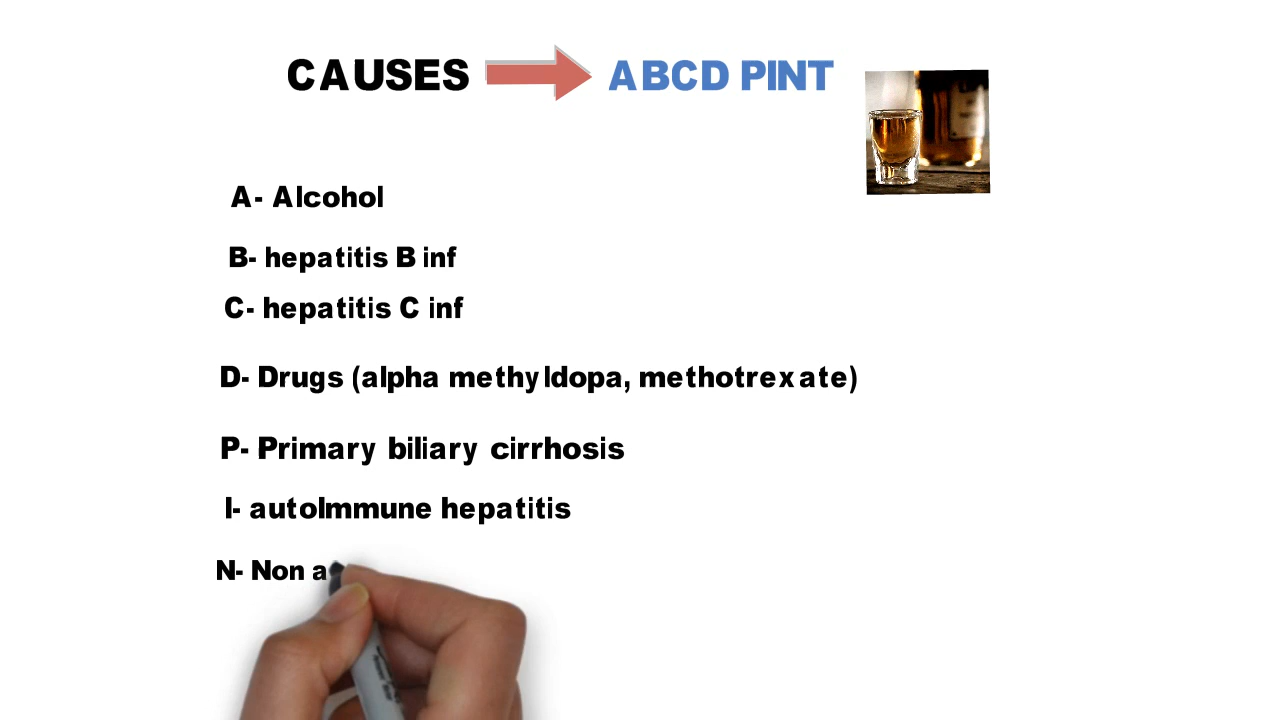 CAUSES ABCD PINT
A- Alcohol
B- hepatitis B inf
C- hepatitis C inf
D- Drugs (alpha methyldopa, methotrexate)
P- Primary biliary cirrhosis
I- autoImmune hepatitis
N- Non a